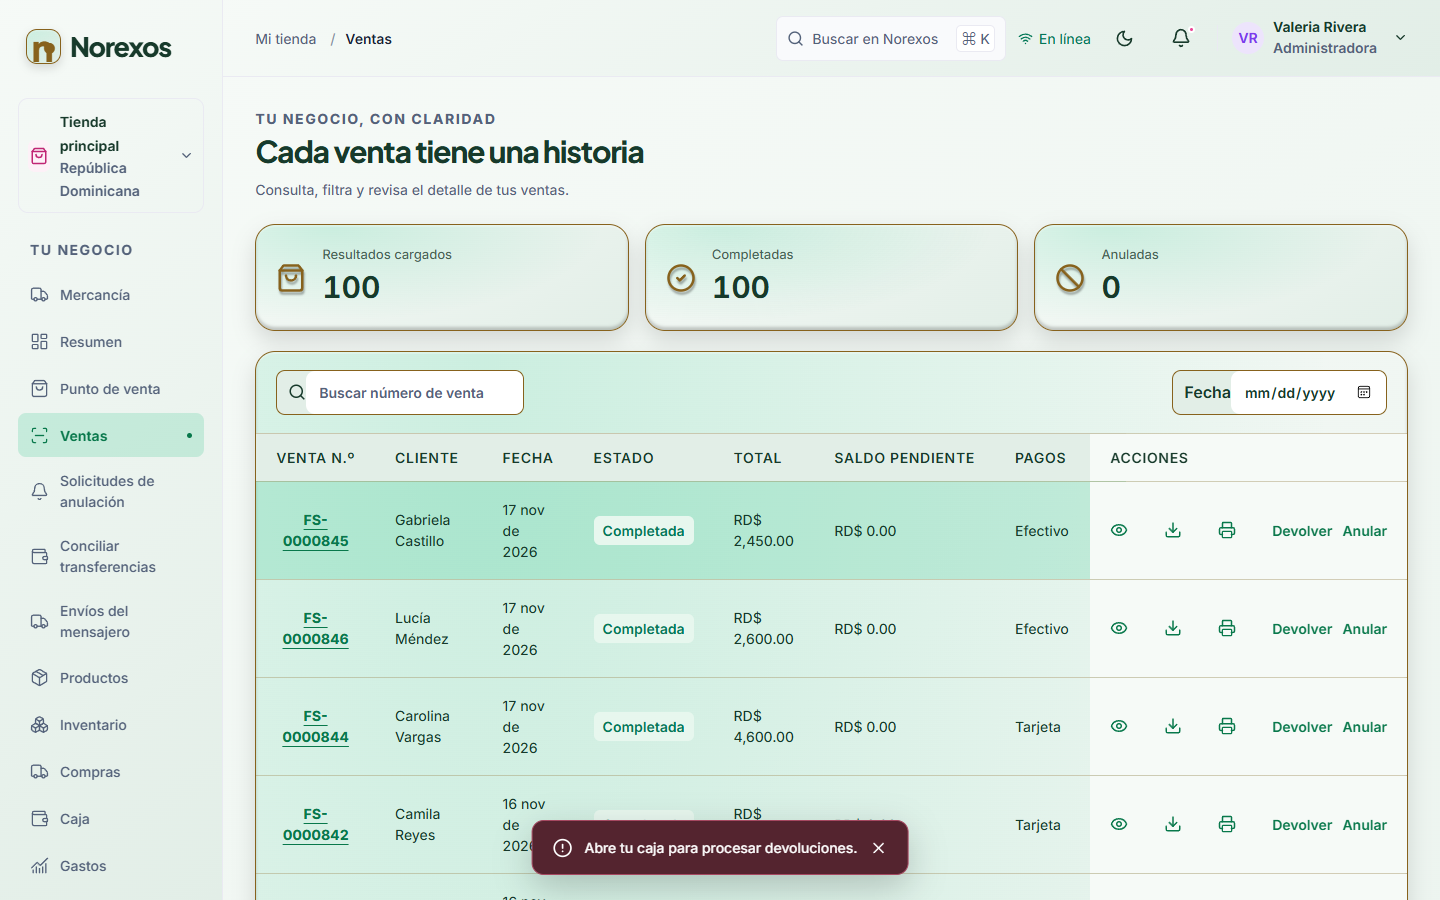 Norexos
Mi tienda / Ventas
Buscar en Norexos ⌘ K
En línea
VR
Valeria Rivera
Administradora
Tienda
principal
República
Dominicana
TU NEGOCIO
Mercancía
Resumen
Punto de venta
Ventas
Solicitudes de
anulación
Conciliar
transferencias
Envíos del
mensajero
Productos
Inventario
Compras
Caja
Gastos
TU NEGOCIO, CON CLARIDAD
Cada venta tiene una historia
Consulta, filtra y revisa el detalle de tus ventas.
Resultados cargados
100
Completadas
100
Anuladas
0
Buscar número de venta
Fecha mm/dd/yyyy
VENTA N.º CLIENTE FECHA ESTADO TOTAL SALDO PENDIENTE PAGOS ACCIONES
FS-
0000845
Gabriela
Castillo
17 nov
de
2026
Completada
RD$
2,450.00
RD$ 0.00
Efectivo
Devolver Anular
FS-
0000846
Lucía
Méndez
17 nov
de
2026
Completada
RD$
2,600.00
RD$ 0.00
Efectivo
Devolver Anular
FS-
0000844
Carolina
Vargas
17 nov
de
2026
Completada
RD$
4,600.00
RD$ 0.00
Tarjeta
Devolver Anular
FS-
0000842
Camila
Reyes
16 nov
de
RD$
Tarjeta
Devolver Anular
Abre tu caja para procesar devoluciones.